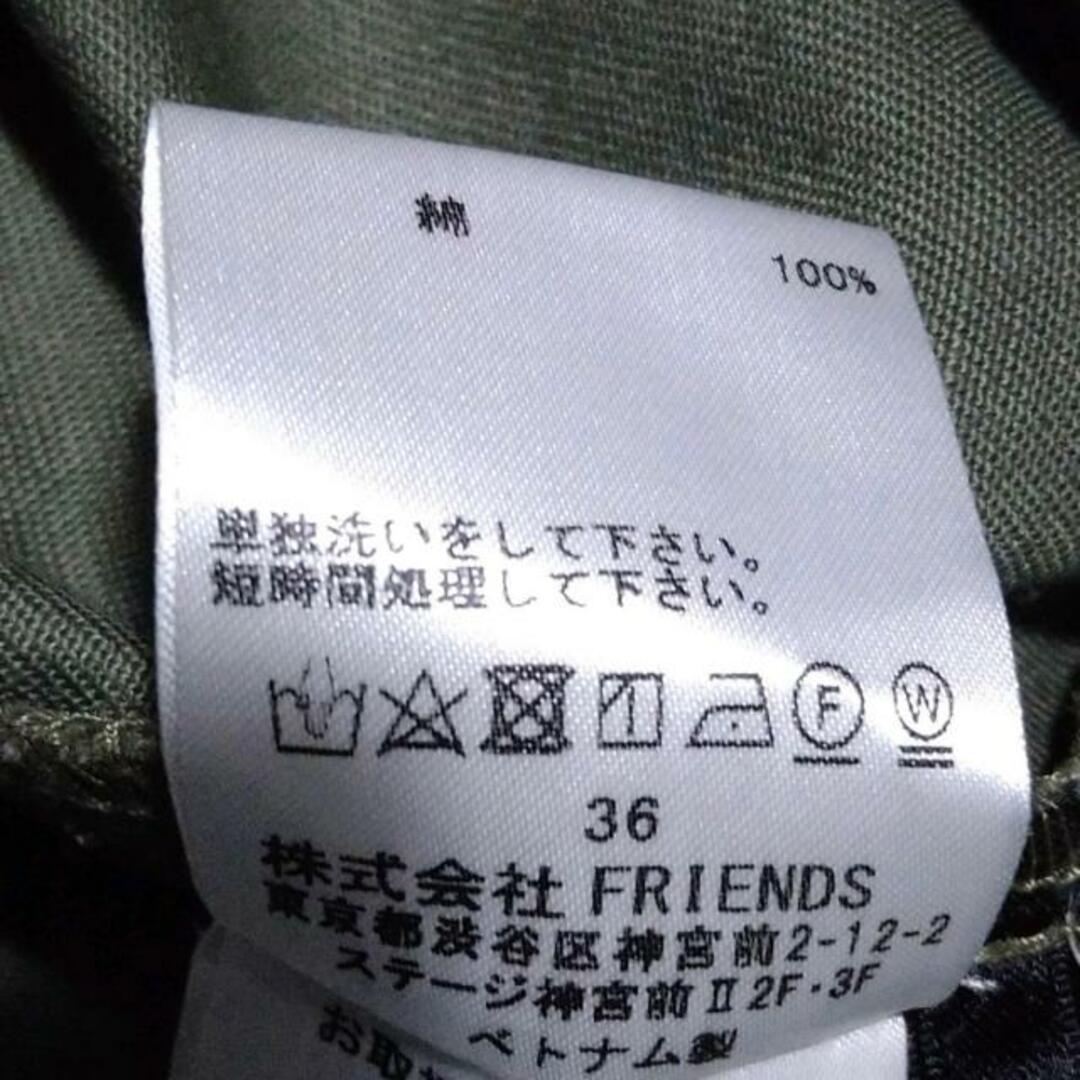 綿
100%
単独洗いをして下さい。
短時間処理して下さい。
F W
36
株式会社 FRIENDS
東京都渋谷区神宮前2-12-2
ステージ神宮前Ⅱ2F・3F
ベトナム製
お取